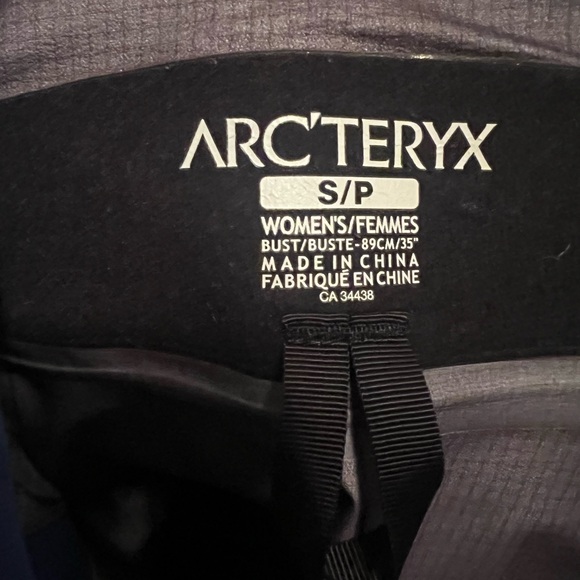 ARC'TERYX
S/P
WOMEN'S/FEMMES
BUST/BUSTE-89CM/35"
MADE IN CHINA
FABRIQUÉ EN CHINE
CA 34438